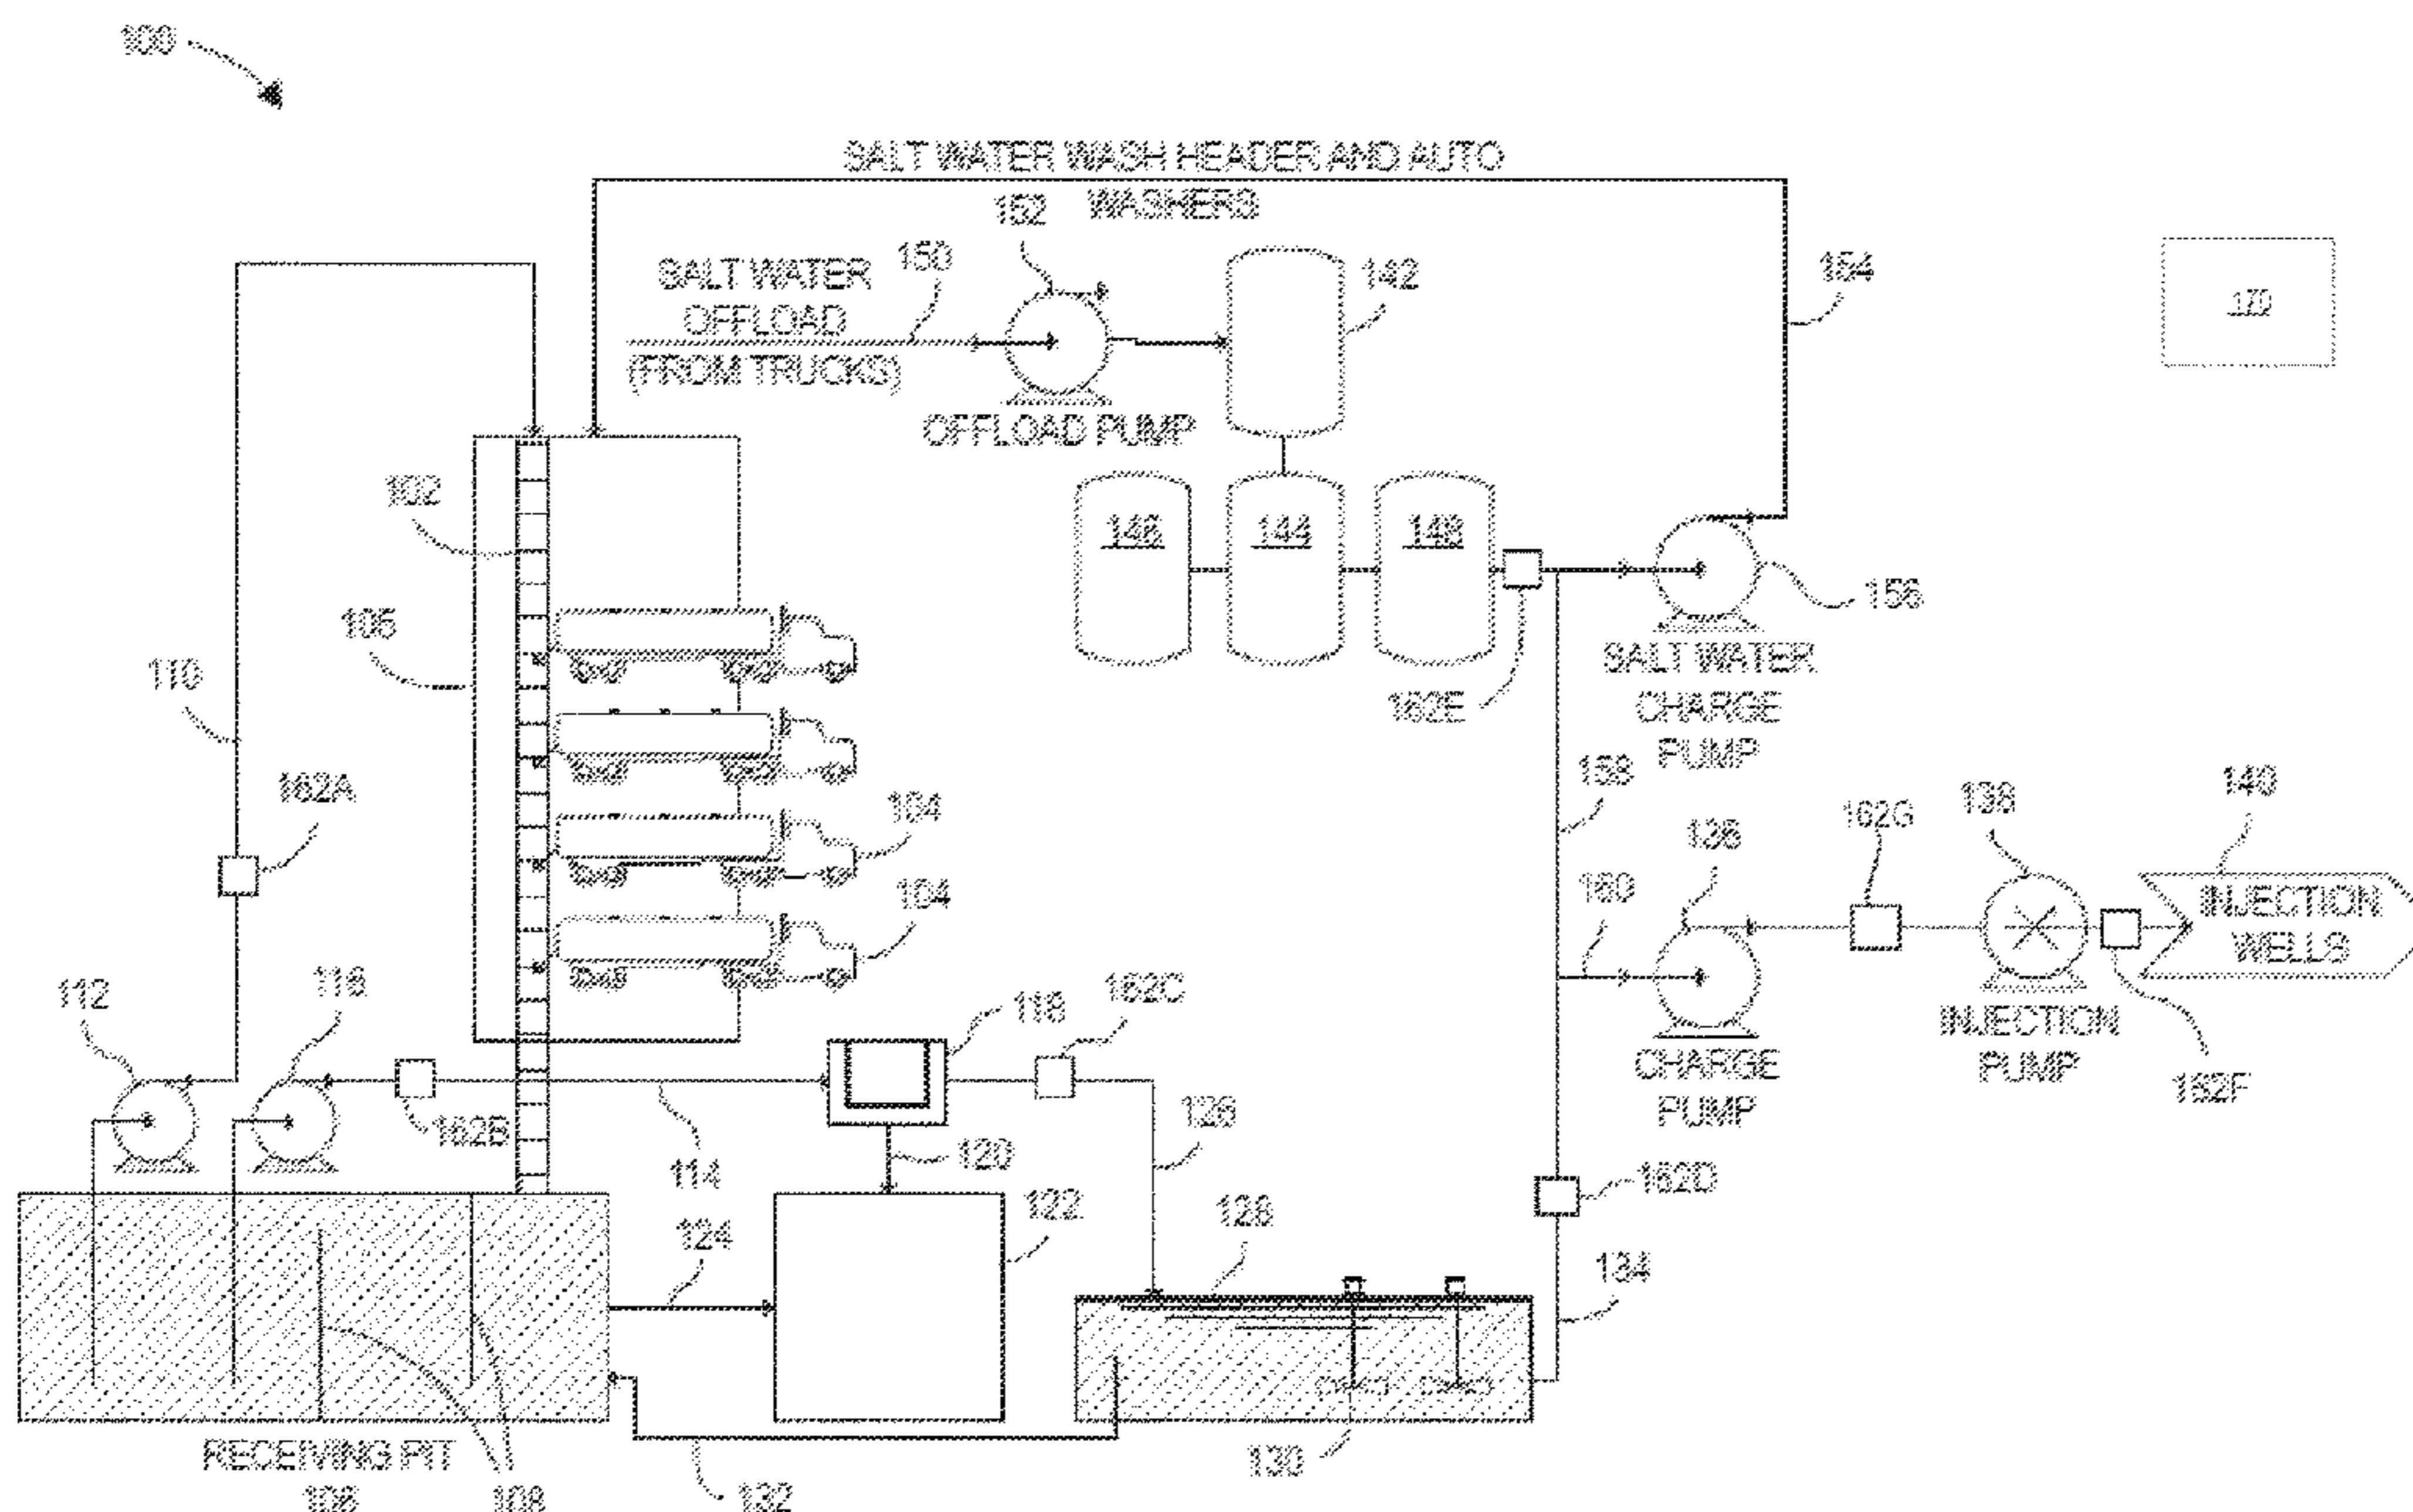 100
SALT WATER WASH HEADER AND AUTO
WASHERS
152
150
SALT WATER
OFFLOAD
(FROM TRUCKS)
142
154
170
OFFLOAD PUMP
102
146
144
148
105
156
110
162E
SALT WATER
CHARGE
PUMP
162A
158
104
162G
138
140
136
104
160
INJECTION
WELLS
112
116
118
162C
INJECTION
PUMP
CHARGE
PUMP
162F
162B
126
120
114
162D
122
124
128
134
RECEIVING PIT
106
108
130
132